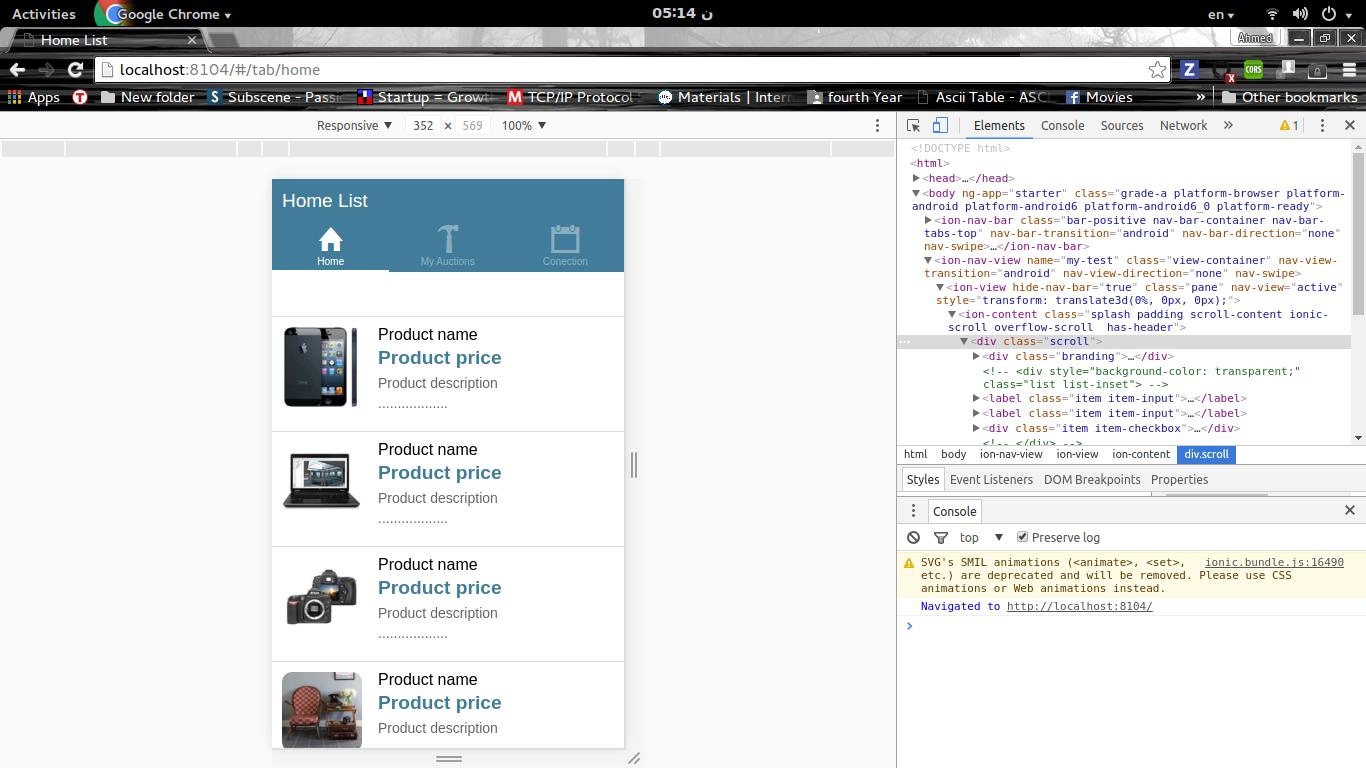 Activities Google Chrome ▾ 05:14 ن en ▾
Home List × Ahmed
localhost:8104/#/tab/home Z x CORS
Apps T New folder S Subscene - Passi Startup = Growt M TCP/IP Protocol Materials | Inter fourth Year Ascii Table - ASC Movies » Other bookmarks
Responsive ▼ 352 × 569 100% ▼
Elements Console Sources Network » 1
Home List
Home My Auctions Conection
Product name
Product price
Product description
..................
Product name
Product price
Product description
..................
Product name
Product price
Product description
..................
Product name
Product price
Product description
<!DOCTYPE html>
<html>
▶<head>…</head>
▼<body ng-app="starter" class="grade-a platform-browser platform-
android platform-android6 platform-android6_0 platform-ready">
▶<ion-nav-bar class="bar-positive nav-bar-container nav-bar-
tabs-top" nav-bar-transition="android" nav-bar-direction="none"
nav-swipe>…</ion-nav-bar>
▼<ion-nav-view name="my-test" class="view-container" nav-view-
transition="android" nav-view-direction="none" nav-swipe>
▼<ion-view hide-nav-bar="true" class="pane" nav-view="active"
style="transform: translate3d(0%, 0px, 0px);">
▼<ion-content class="splash padding scroll-content ionic-
scroll overflow-scroll  has-header">
… ▼<div class="scroll">
▶<div class="branding">…</div>
<!-- <div style="background-color: transparent;"
class="list list-inset"> -->
▶<label class="item item-input">…</label>
▶<label class="item item-input">…</label>
▶<div class="item item-checkbox">…</div>
<!-- </div> -->
html body ion-nav-view ion-view ion-content div.scroll
Styles Event Listeners DOM Breakpoints Properties
Console
top ▼ Preserve log
SVG's SMIL animations (<animate>, <set>, ionic.bundle.js:16490
etc.) are deprecated and will be removed. Please use CSS
animations or Web animations instead.
Navigated to http://localhost:8104/
>